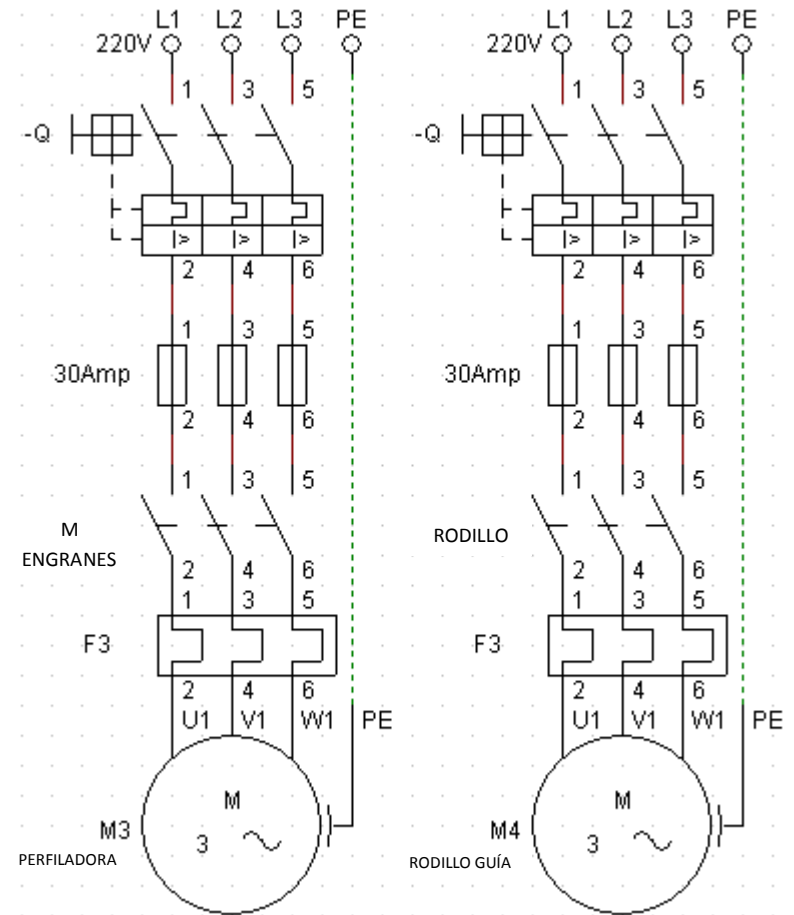 L1 L2 L3 PE
220V
1 3 5
-Q
I> I> I>
2 4 6
1 3 5
30Amp
2 4 6
1 3 5
M
ENGRANES
2 4 6
1 3 5
F3
2 4 6
U1 V1 W1 PE
M
3
M3
PERFILADORA
L1 L2 L3 PE
220V
1 3 5
-Q
I> I> I>
2 4 6
1 3 5
30Amp
2 4 6
1 3 5
RODILLO
2 4 6
1 3 5
F3
2 4 6
U1 V1 W1 PE
M
3
M4
RODILLO GUÍA